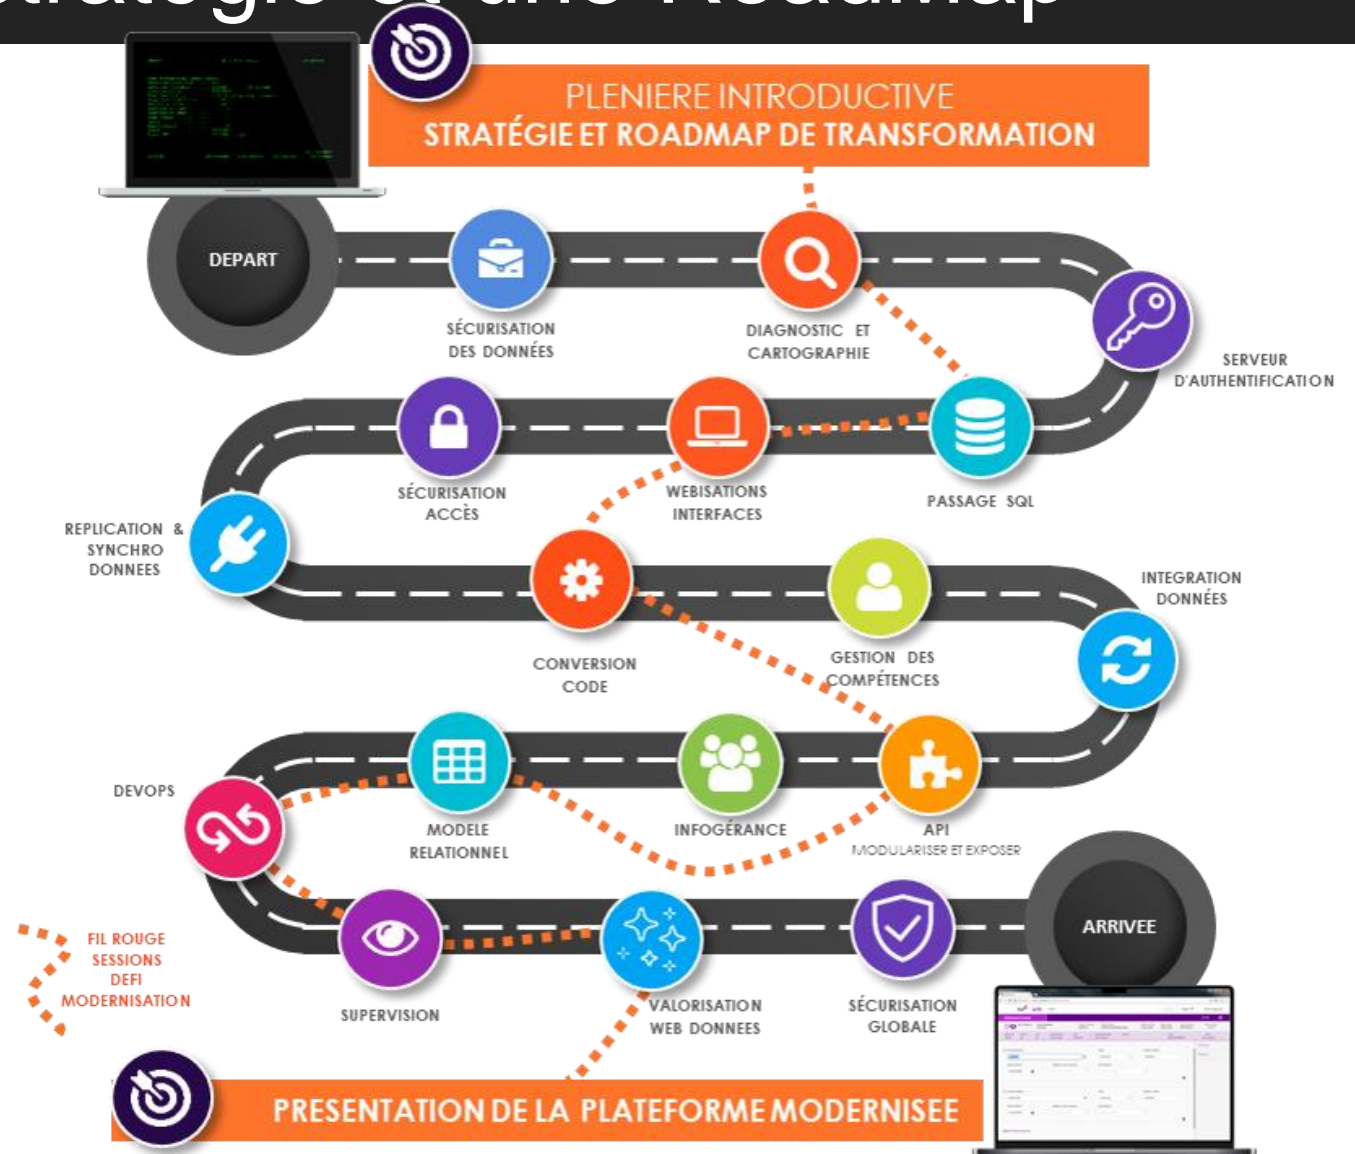 et une RoadMap
PLENIERE INTRODUCTIVE
STRATÉGIE ET ROADMAP DE TRANSFORMATION
DEPART
SÉCURISATION
DES DONNÉES
DIAGNOSTIC ET
CARTOGRAPHIE
SERVEUR
D'AUTHENTIFICATION
SÉCURISATION
ACCÈS
WEBISATIONS
INTERFACES
PASSAGE SQL
REPLICATION &
SYNCHRO
DONNEES
CONVERSION
CODE
GESTION DES
COMPÉTENCES
INTEGRATION
DONNÉES
DEVOPS
MODELE
RELATIONNEL
INFOGÉRANCE
API
MODULARISER ET EXPOSER
ARRIVEE
FIL ROUGE
SESSIONS
DEFI
MODERNISATION
SUPERVISION
VALORISATION
WEB DONNEES
SÉCURISATION
GLOBALE
PRESENTATION DE LA PLATEFORME MODERNISEE